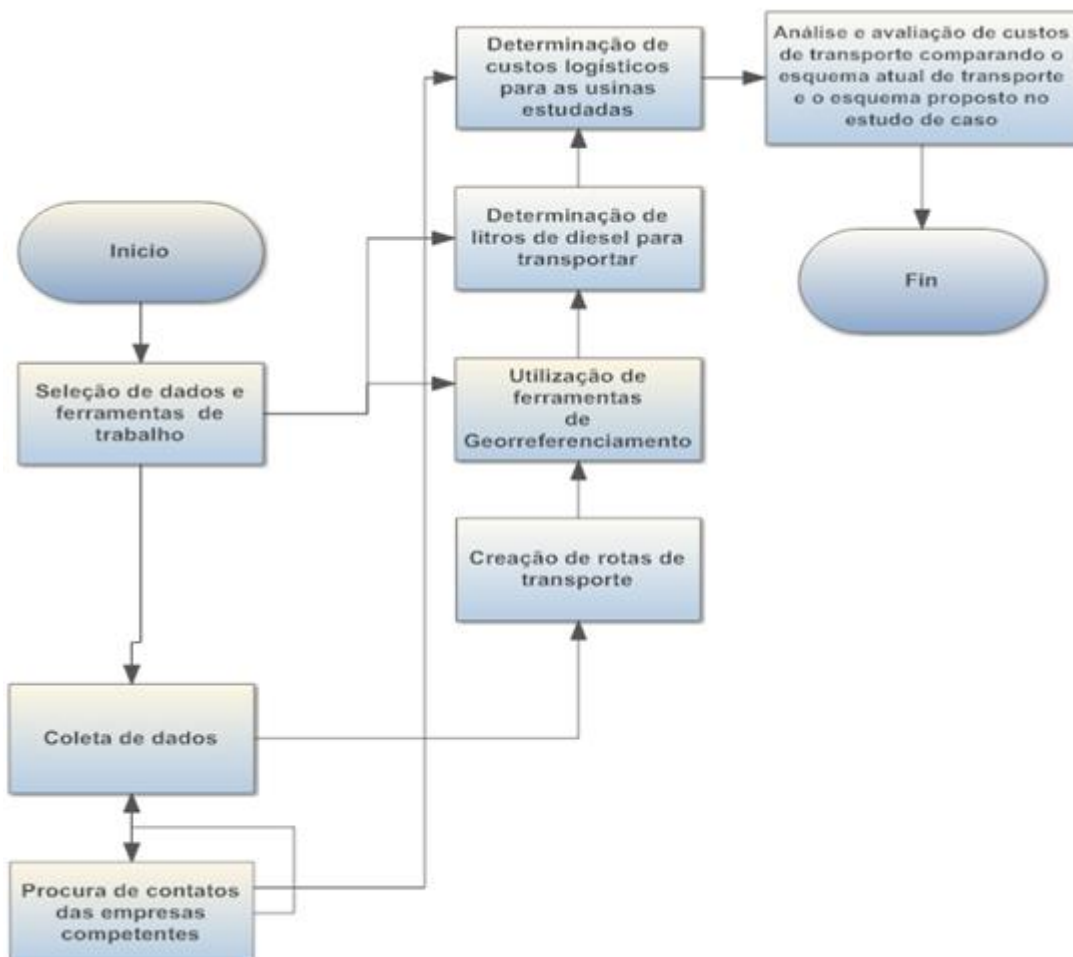 Inicio
Seleção de dados e
ferramentas de
trabalho
Coleta de dados
Procura de contatos
das empresas
competentes
Creação de rotas de
transporte
Utilização de
ferramentas
de
Georreferenciamento
Determinação de
litros de diesel para
transportar
Determinação de
custos logísticos
para as usinas
estudadas
Análise e avaliação de custos
de transporte comparando o
esquema atual de transporte
e o esquema proposto no
estudo de caso
Fin